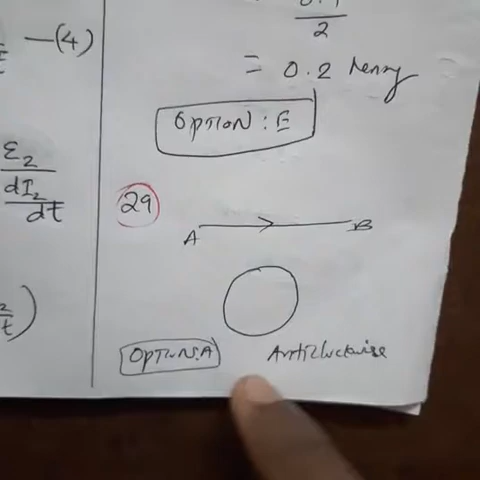 —(4)
2
= 0.2 Henry
OPTION : E
ε2
dI2
dt
29
A
B
OPTION: A
Anticlockwise